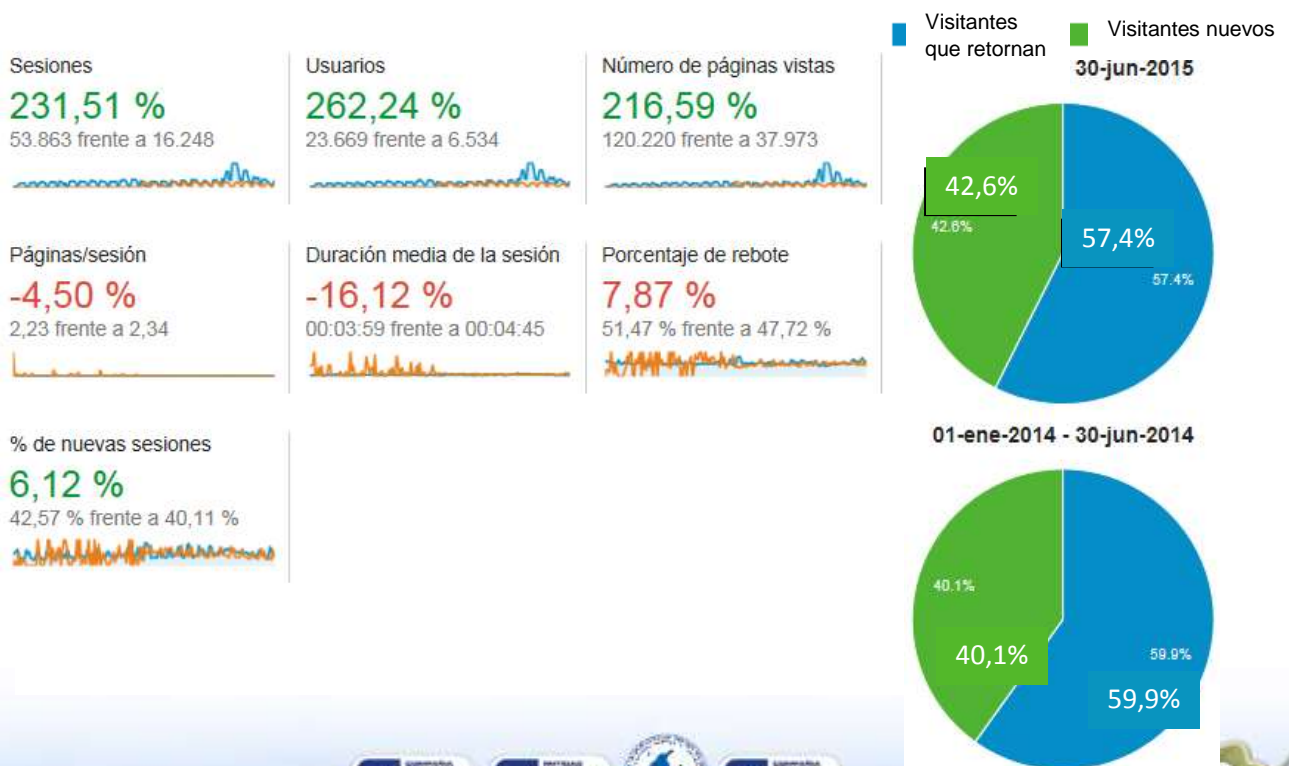 Visitantes
que retornan
Visitantes nuevos
Sesiones
231,51 %
53.863 frente a 16.248
Usuarios
262,24 %
23.669 frente a 6.534
Número de páginas vistas
216,59 %
120.220 frente a 37.973
Páginas/sesión
-4,50 %
2,23 frente a 2,34
Duración media de la sesión
-16,12 %
00:03:59 frente a 00:04:45
Porcentaje de rebote
7,87 %
51,47 % frente a 47,72 %
% de nuevas sesiones
6,12 %
42,57 % frente a 40,11 %
30-jun-2015
42,6%
42.6%
57,4%
57.4%
01-ene-2014 - 30-jun-2014
40.1%
40,1%
59.9%
59,9%